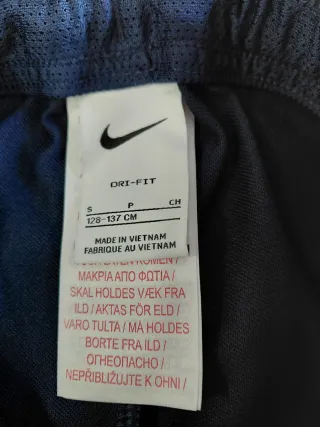 DRI-FIT
S P CH
128-137 CM
MADE IN VIETNAM
FABRIQUE AU VIETNAM
ΜΑΚΡΙΑ ΑΠΟ ΦΩΤΙΑ /
SKAL HOLDES VÆK FRA
ILD / AKTAS FÖR ELD /
VARO TULTA / MÅ HOLDES
BORTE FRA ILD /
ОГНЕОПАСНО /
NEPŘIBLIŽUJTE K OHNI /